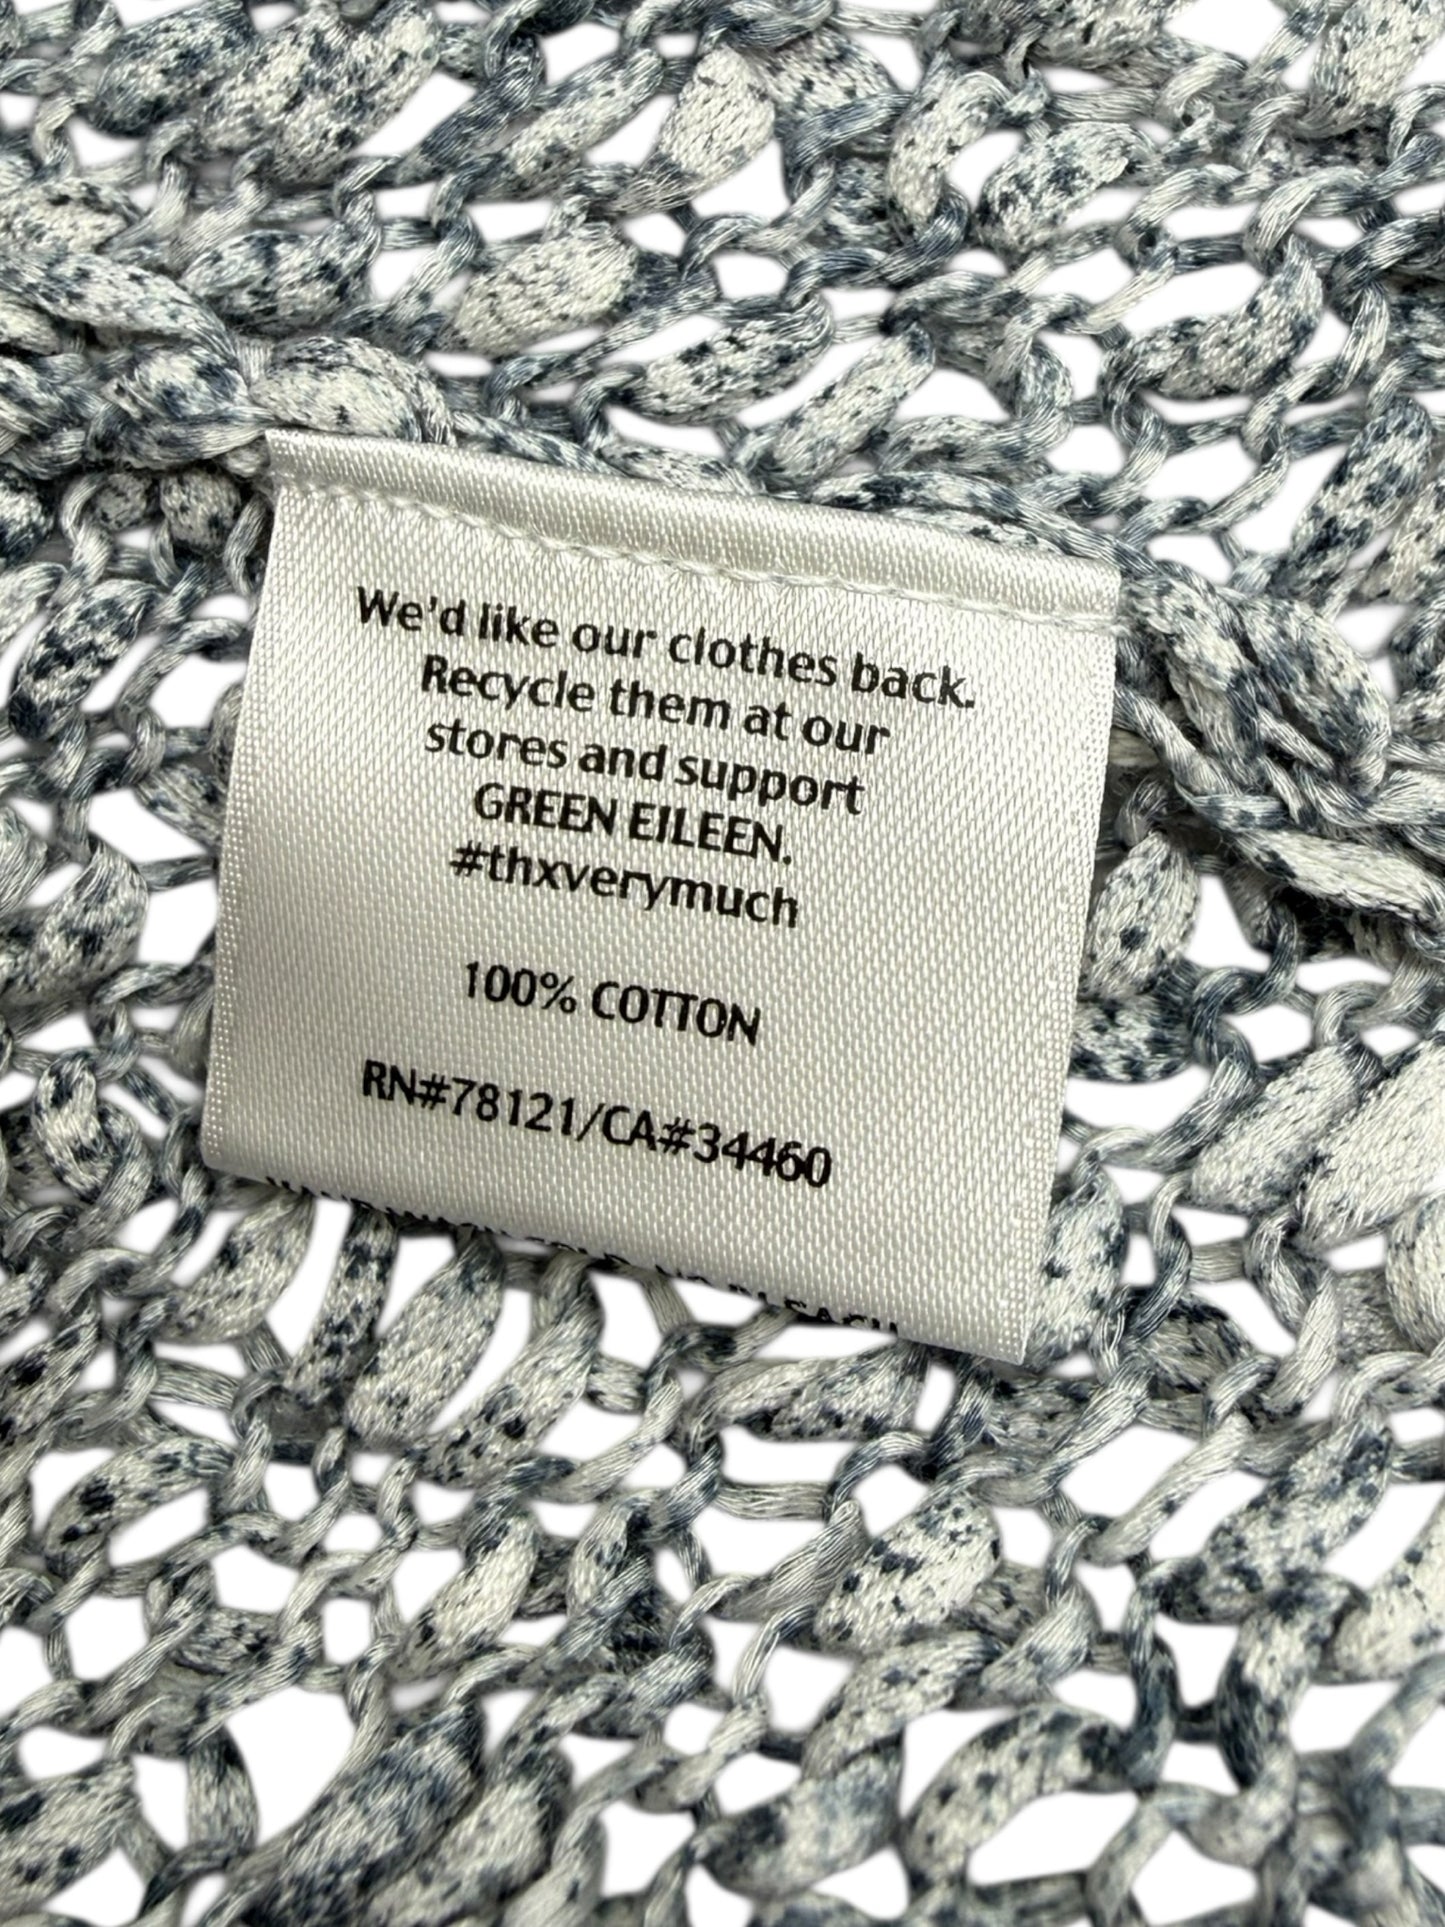 We'd like our clothes back.
Recycle them at our
stores and support
GREEN EILEEN.
#thxverymuch
100% COTTON
RN#78121/CA#34460
BLEACH